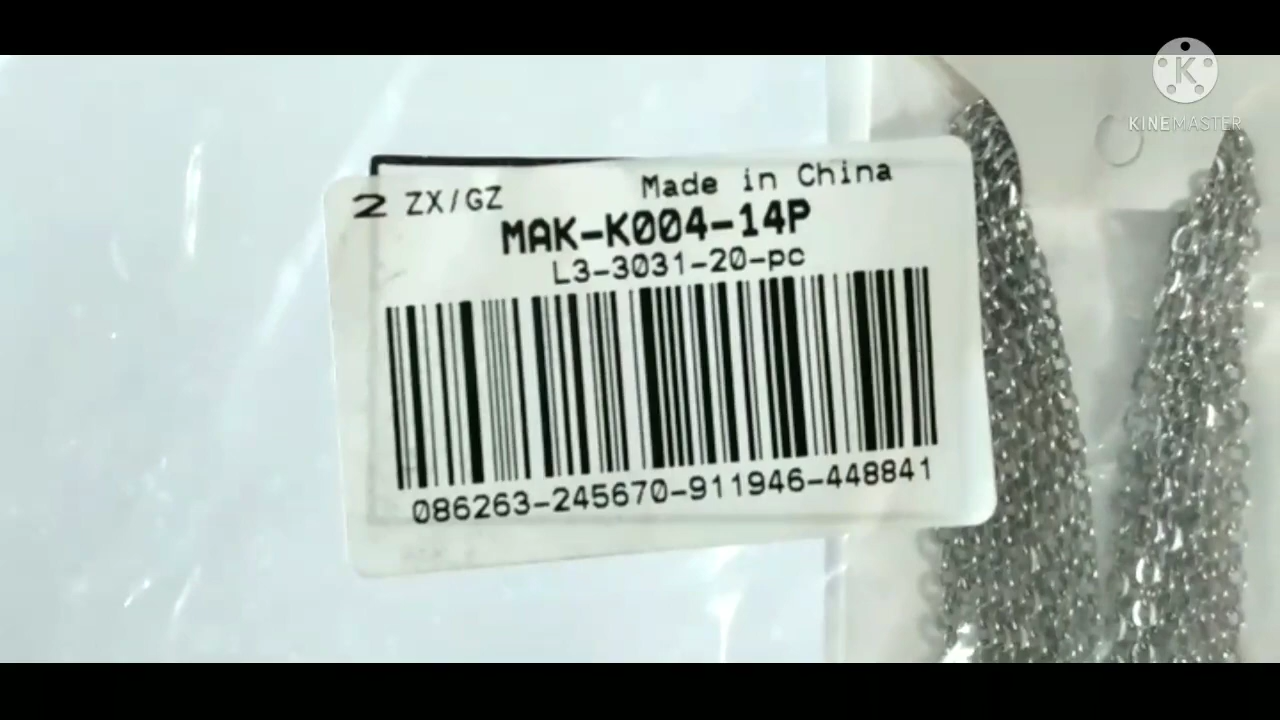 KINEMASTER
Made in China
2 ZX/GZ
MAK-K004-14P
L3-3031-20-pc
086263-245670-911946-448841